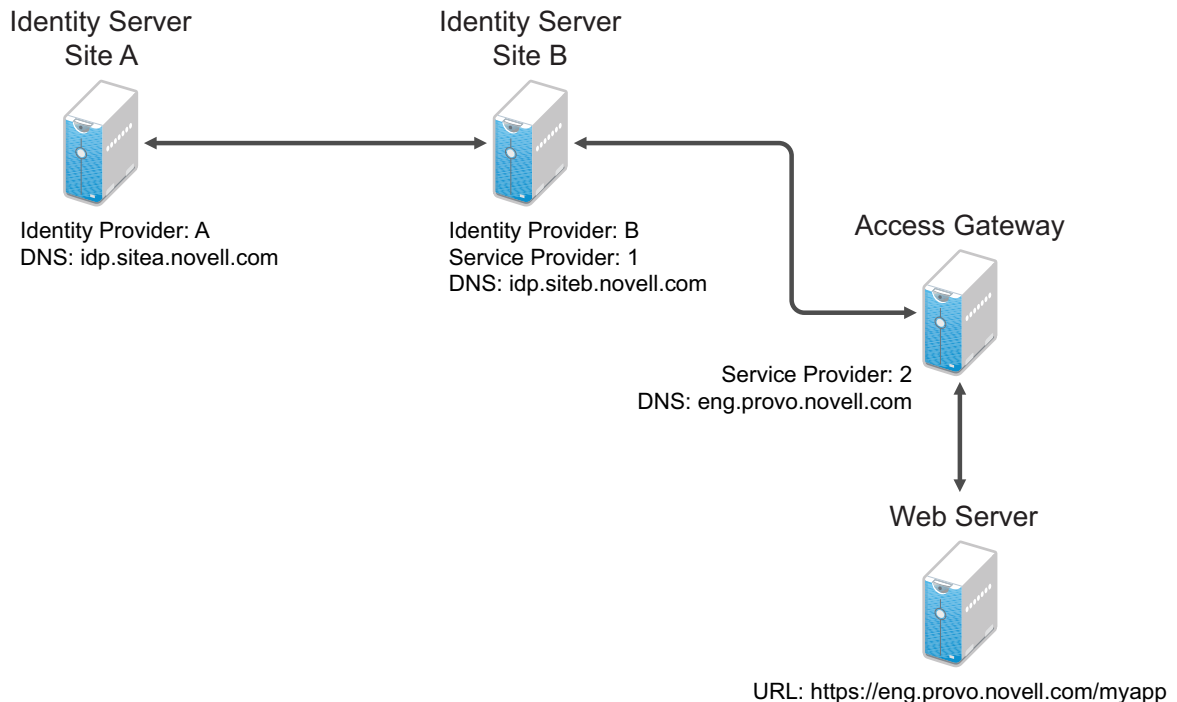 Identity Server
Site A
Identity Server
Site B
Identity Provider: A
DNS: idp.sitea.novell.com
Identity Provider: B
Service Provider: 1
DNS: idp.siteb.novell.com
Access Gateway
Service Provider: 2
DNS: eng.provo.novell.com
Web Server
URL: https://eng.provo.novell.com/myapp